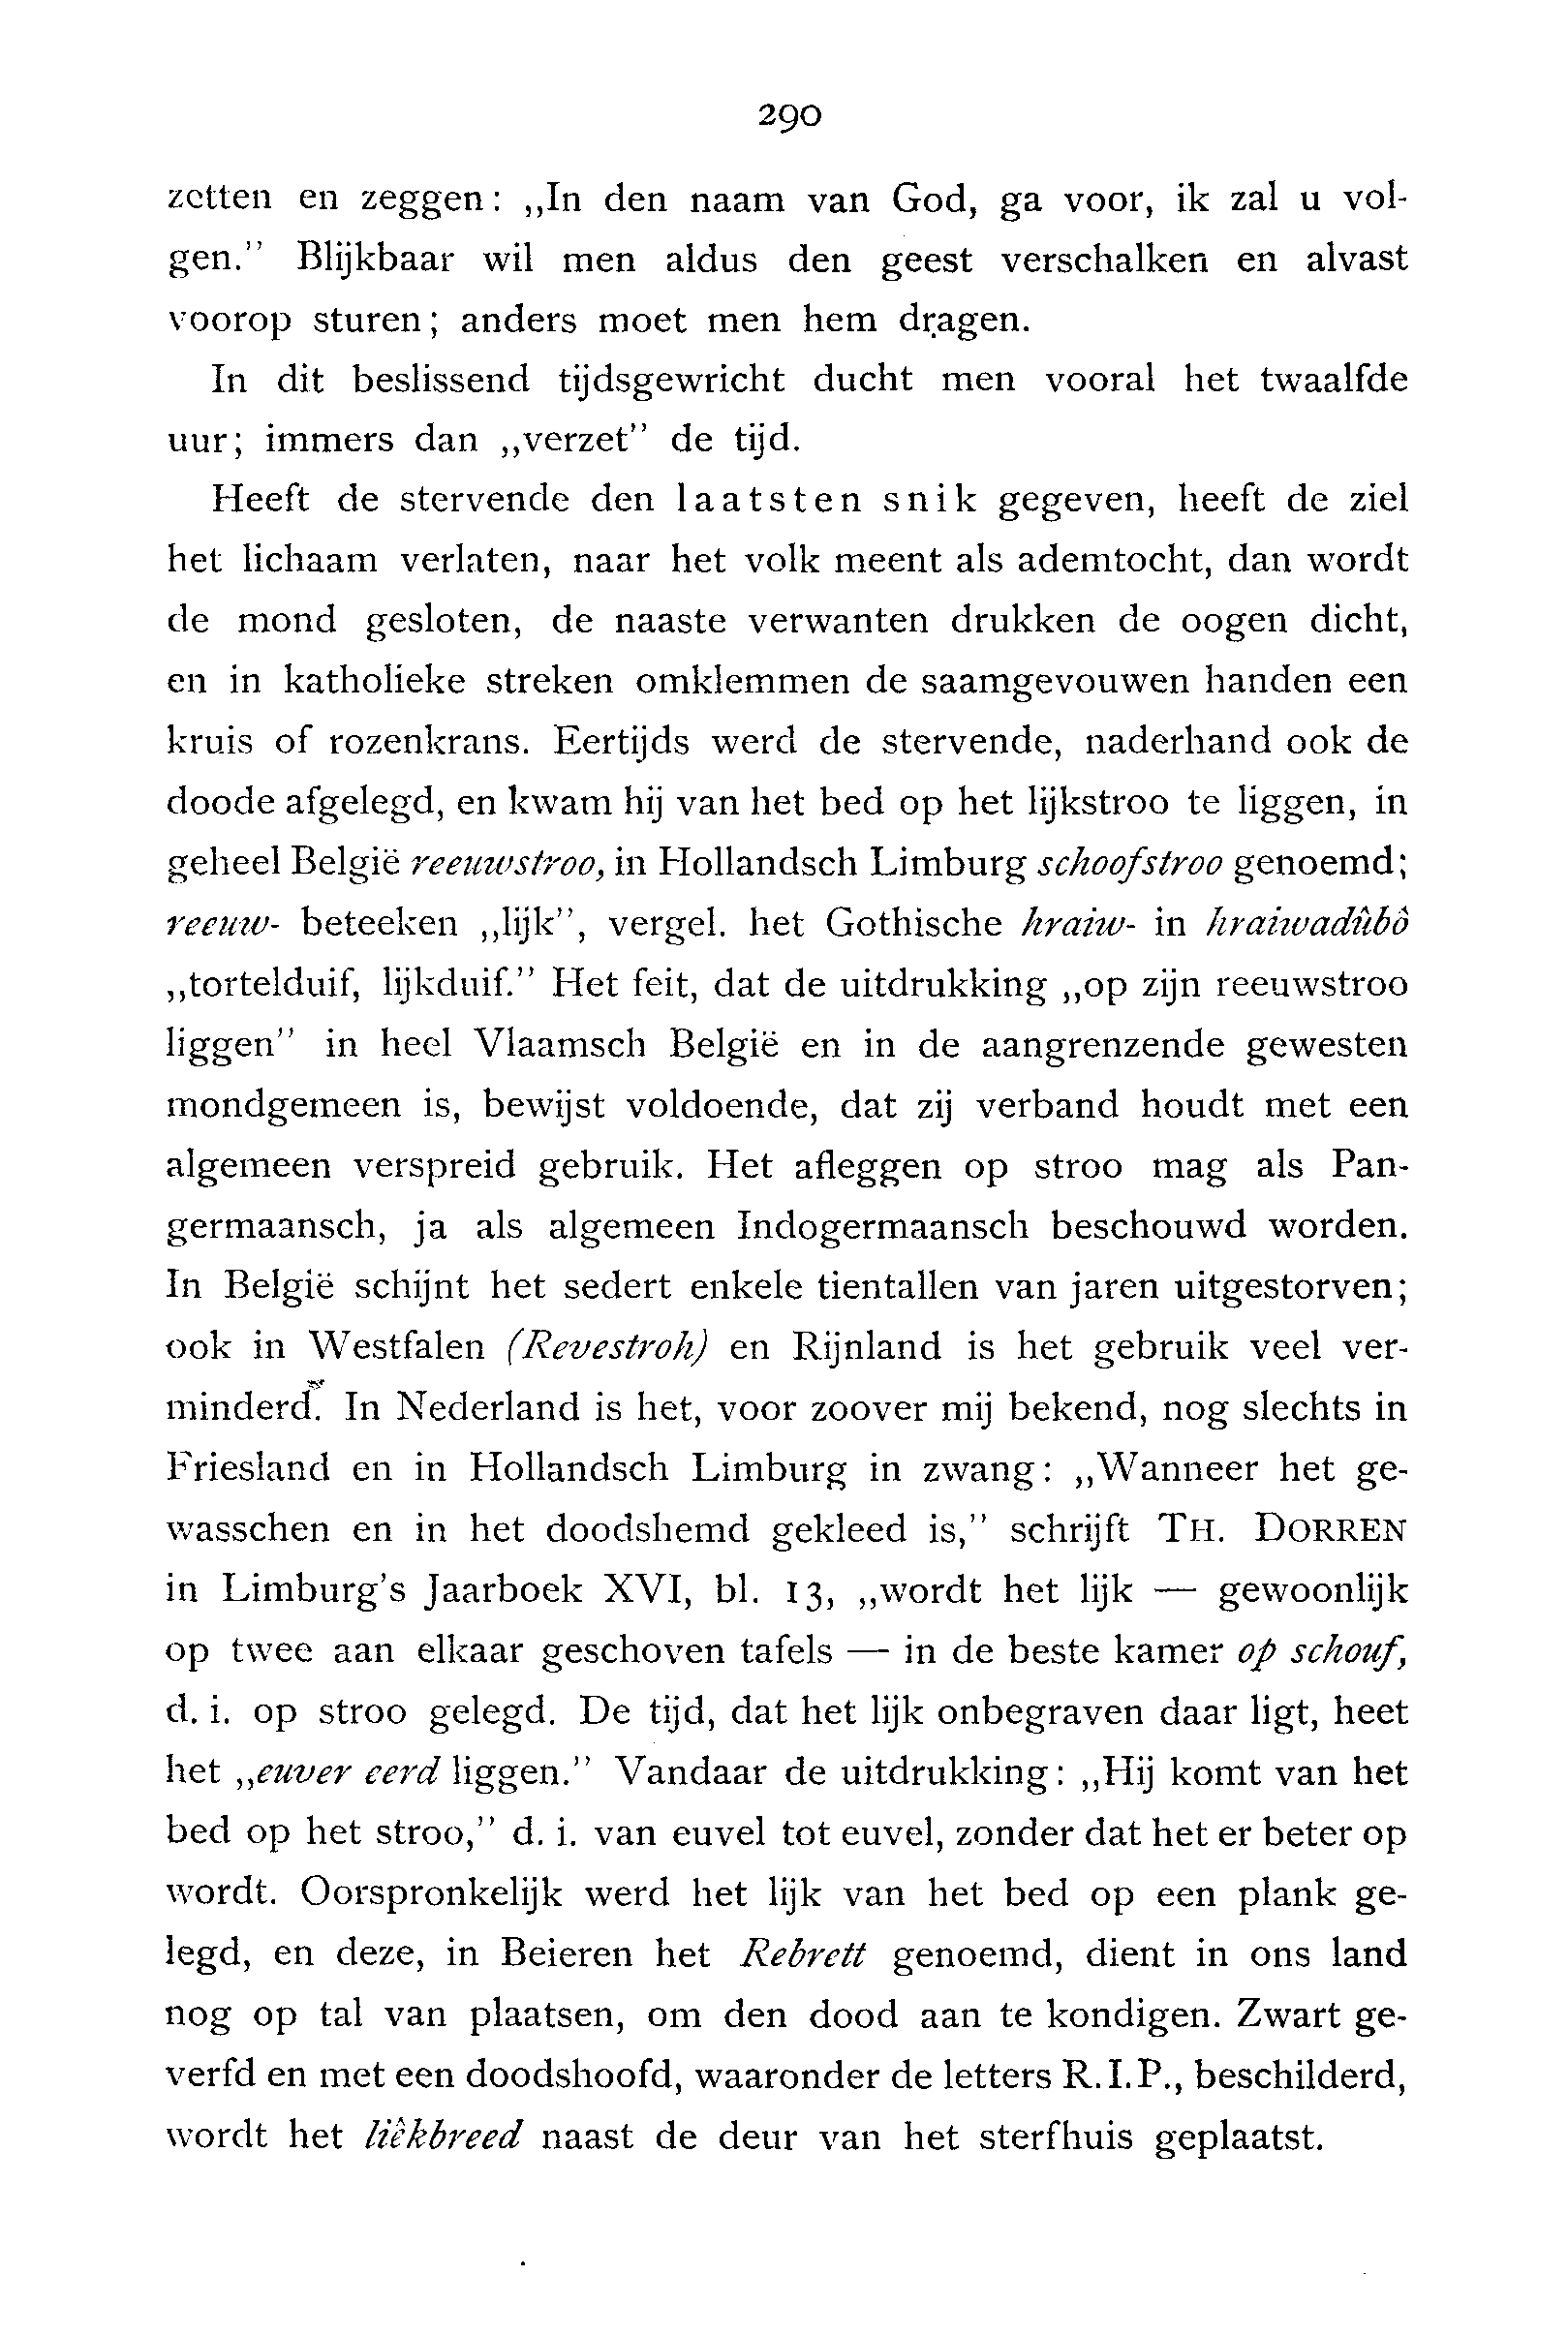 290
zetten en zeggen: „In den naam van God, ga voor, ik zal u vol-
gen.” Blijkbaar wil men aldus den geest verschalken en alvast
voorop sturen; anders moet men hem dragen.
In dit beslissend tijdsgewricht ducht men vooral het twaalfde
uur; immers dan „verzet” de tijd.
Heeft de stervende den laatsten snik gegeven, heeft de ziel
het lichaam verlaten, naar het volk meent als ademtocht, dan wordt
de mond gesloten, de naaste verwanten drukken de oogen dicht,
en in katholieke streken omklemmen de saamgevouwen handen een
kruis of rozenkrans. Eertijds werd de stervende, naderhand ook de
doode afgelegd, en kwam hij van het bed op het lijkstroo te liggen, in
geheel België reeuwstroo, in Hollandsch Limburg schoofstroo genoemd;
reeuw- beteeken „lijk”, vergel. het Gothische hraiw- in hraiwadûbô
„tortelduif, lijkduif.” Het feit, dat de uitdrukking „op zijn reeuwstroo
liggen” in heel Vlaamsch België en in de aangrenzende gewesten
mondgemeen is, bewijst voldoende, dat zij verband houdt met een
algemeen verspreid gebruik. Het afleggen op stroo mag als Pan-
germaansch, ja als algemeen Indogermaansch beschouwd worden.
In België schijnt het sedert enkele tientallen van jaren uitgestorven;
ook in Westfalen (Revestroh) en Rijnland is het gebruik veel ver-
minderd. In Nederland is het, voor zoover mij bekend, nog slechts in
Friesland en in Hollandsch Limburg in zwang: „Wanneer het ge-
wasschen en in het doodshemd gekleed is,” schrijft TH. DORREN
in Limburg's Jaarboek XVI, bl. 13, „wordt het lijk — gewoonlijk
op twee aan elkaar geschoven tafels — in de beste kamer op schouf,
d. i. op stroo gelegd. De tijd, dat het lijk onbegraven daar ligt, heet
het „euver eerd liggen.” Vandaar de uitdrukking: „Hij komt van het
bed op het stroo,” d. i. van euvel tot euvel, zonder dat het er beter op
wordt. Oorspronkelijk werd het lijk van het bed op een plank ge-
legd, en deze, in Beieren het Rebrett genoemd, dient in ons land
nog op tal van plaatsen, om den dood aan te kondigen. Zwart ge-
verfd en met een doodshoofd, waaronder de letters R.I.P., beschilderd,
wordt het liêkbreed naast de deur van het sterfhuis geplaatst.